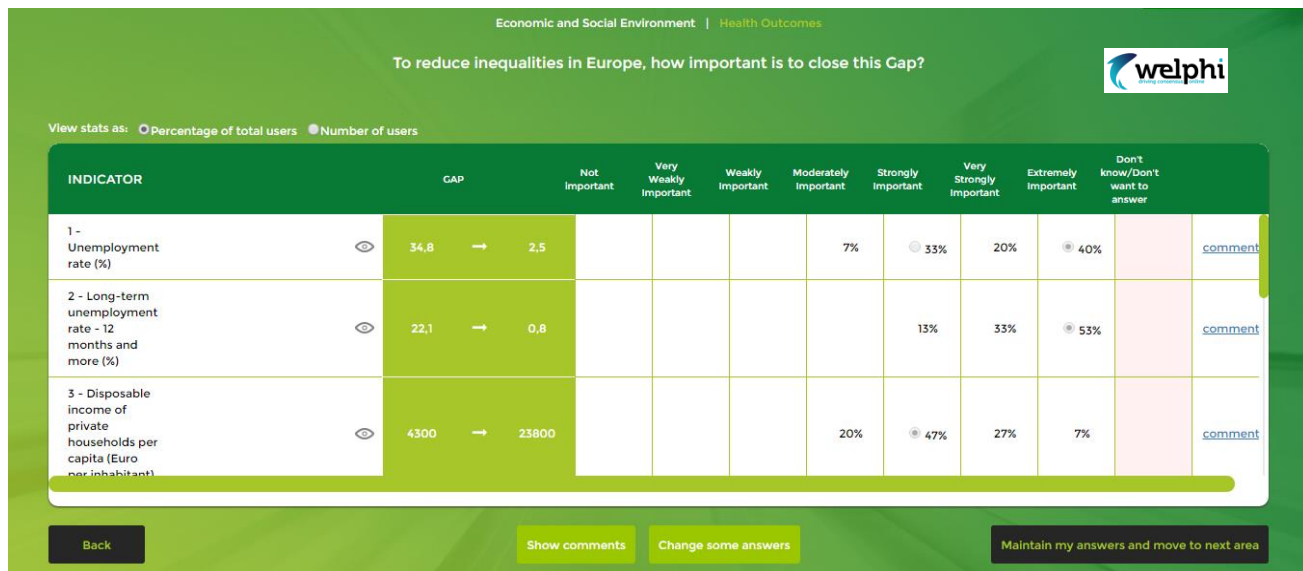 Economic and Social Environment | Health Outcomes
To reduce inequalities in Europe, how important is to close this Gap?
welphi
View stats as: Percentage of total users Number of users
INDICATOR
GAP
Not
Important
Very
Weakly
Important
Weakly
Important
Moderately
Important
Strongly
Important
Very
Strongly
Important
Extremely
Important
Don't
know/Don't
want to
answer
1 -
Unemployment
rate (%)
34,8 → 2,5
7% 33% 20% 40%
comment
2 - Long-term
unemployment
rate - 12
months and
more (%)
22,1 → 0,8
13% 33% 53%
comment
3 - Disposable
income of
private
households per
capita (Euro
per inhabitant)
4300 → 23800
20% 47% 27% 7%
comment
Back
Show comments
Change some answers
Maintain my answers and move to next area